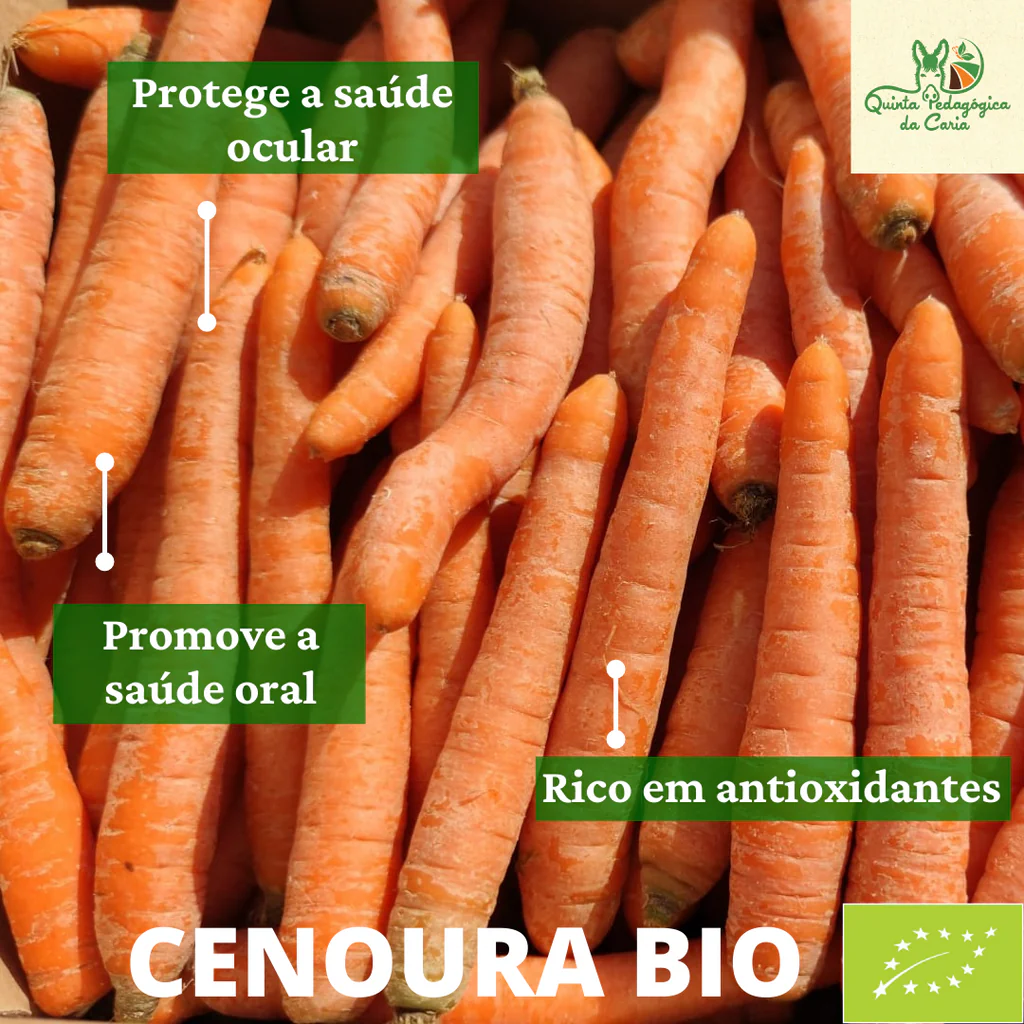 Protege a saúde
ocular
Quinta Pedagógica
da Caria
Promove a
saúde oral
Rico em antioxidantes
CENOURA BIO